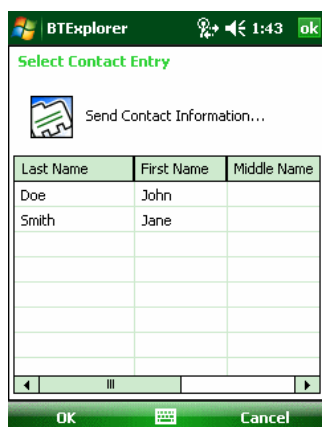 BTExplorer 1:43 ok
Select Contact Entry
Send Contact Information...
Last Name First Name Middle Name
Doe John
Smith Jane
OK Cancel